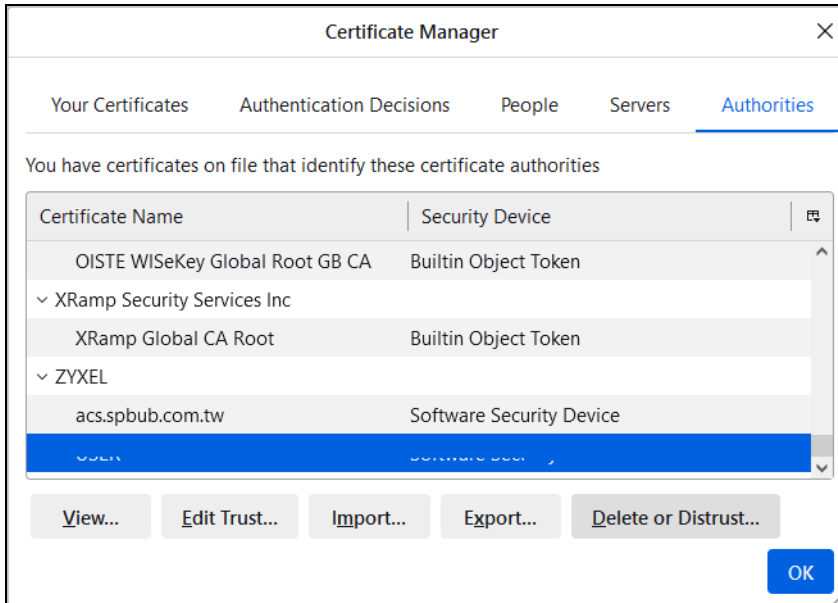 Certificate Manager
Your Certificates Authentication Decisions People Servers Authorities
You have certificates on file that identify these certificate authorities
Certificate Name Security Device
OISTE WISeKey Global Root GB CA Builtin Object Token
XRamp Security Services Inc
XRamp Global CA Root Builtin Object Token
ZYXEL
acs.spbub.com.tw Software Security Device
View... Edit Trust... Import... Export... Delete or Distrust...
OK